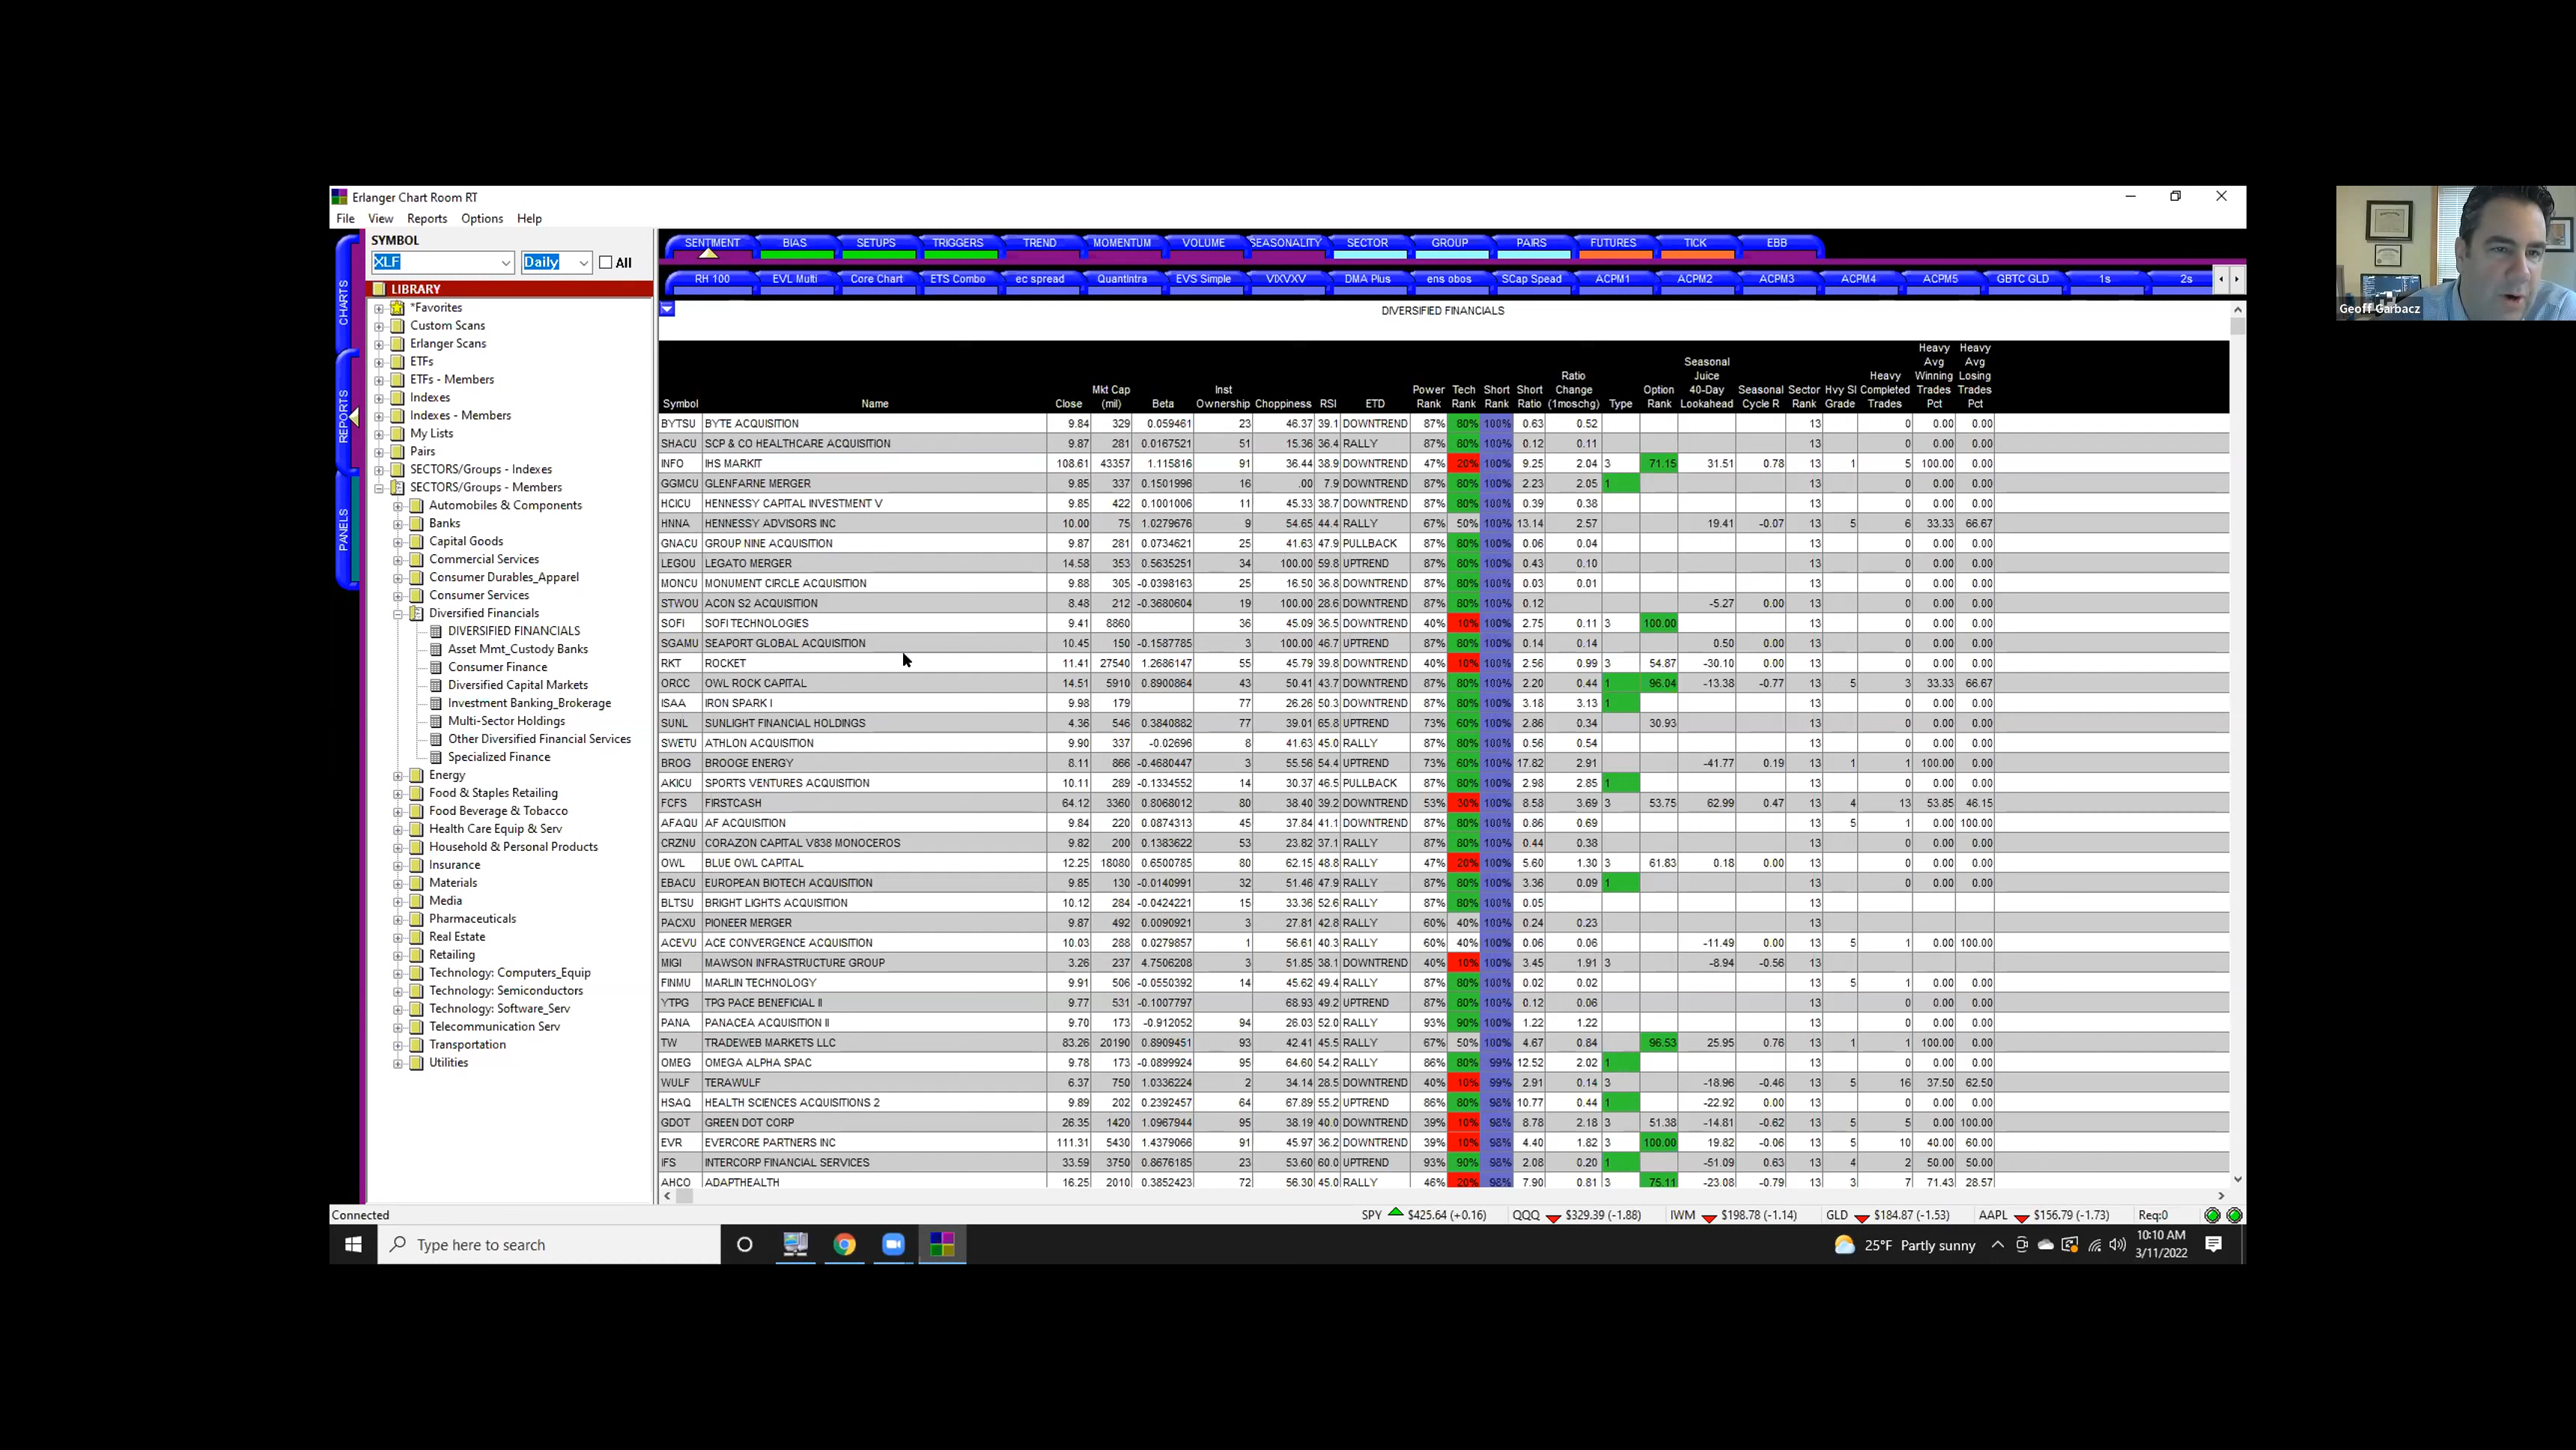 Erlanger Chart Room RT
File View Reports Options Help
SYMBOL
XLF Daily All
LIBRARY
*Favorites
Custom Scans
Erlanger Scans
ETFs
ETFs - Members
Indexes
Indexes - Members
My Lists
Pairs
SECTORS/Groups - Indexes
SECTORS/Groups - Members
Automobiles & Components
Banks
Capital Goods
Commercial Services
Consumer Durables_Apparel
Consumer Services
Diversified Financials
DIVERSIFIED FINANCIALS
Asset Mmt_Custody Banks
Consumer Finance
Diversified Capital Markets
Investment Banking_Brokerage
Multi-Sector Holdings
Other Diversified Financial Services
Specialized Finance
Energy
Food & Staples Retailing
Food Beverage & Tobacco
Health Care Equip & Serv
Household & Personal Products
Insurance
Materials
Media
Pharmaceuticals
Real Estate
Retailing
Technology: Computers_Equip
Technology: Semiconductors
Technology: Software_Serv
Telecommunication Serv
Transportation
Utilities
CHARTS
REPORTS
PANELS
SENTIMENT BIAS SETUPS TRIGGERS TREND MOMENTUM VOLUME SEASONALITY SECTOR GROUP PAIRS FUTURES TICK EBB
RH 100 EVL Multi Core Chart ETS Combo ec spread QuantIntra EVS Simple VIXVXV DMA Plus ens obos SCap Spead ACPM1 ACPM2 ACPM3 ACPM4 ACPM5 GBTC GLD 1s 2s
DIVERSIFIED FINANCIALS
Symbol Name Close Mkt Cap (mil) Beta Inst Ownership Choppiness RSI ETD Power Rank Tech Rank Short Rank Short Ratio Ratio Change (1moschg) Type Option Rank Seasonal Juice 40-Day Lookahead Seasonal Cycle R Sector Rank Hvy SI Grade Heavy Completed Trades Heavy Avg Winning Trades Pct Heavy Avg Losing Trades Pct
BYTSU BYTE ACQUISITION 9.84 329 0.059461 23 46.37 39.1 DOWNTREND 87% 80% 100% 0.63 0.52 13 0 0.00 0.00
SHACU SCP & CO HEALTHCARE ACQUISITION 9.87 281 0.0167521 51 15.36 36.4 RALLY 87% 80% 100% 0.12 0.11 13 0 0.00 0.00
INFO IHS MARKIT 108.61 43357 1.115816 91 36.44 38.9 DOWNTREND 47% 20% 100% 9.25 2.04 3 71.15 31.51 0.78 13 1 5 100.00 0.00
GGMCU GLENFARNE MERGER 9.85 337 0.1501996 16 .00 7.9 DOWNTREND 87% 80% 100% 2.23 2.05 1 13 0 0.00 0.00
HCICU HENNESSY CAPITAL INVESTMENT V 9.85 422 0.1001006 11 45.33 38.7 DOWNTREND 87% 80% 100% 0.39 0.38 13 0 0.00 0.00
HNNA HENNESSY ADVISORS INC 10.00 75 1.0279676 9 54.65 44.4 RALLY 67% 50% 100% 13.14 2.57 19.41 -0.07 13 5 6 33.33 66.67
GNACU GROUP NINE ACQUISITION 9.87 281 0.0734621 25 41.63 47.9 PULLBACK 87% 80% 100% 0.06 0.04 13 0 0.00 0.00
LEGOU LEGATO MERGER 14.58 353 0.5635251 34 100.00 59.8 UPTREND 87% 80% 100% 0.43 0.10 13 0 0.00 0.00
MONCU MONUMENT CIRCLE ACQUISITION 9.88 305 -0.0398163 25 16.50 36.8 DOWNTREND 87% 80% 100% 0.03 0.01 13 0 0.00 0.00
STWOU ACON S2 ACQUISITION 8.48 212 -0.3680604 19 100.00 28.6 DOWNTREND 87% 80% 100% 0.12 -5.27 0.00 13 0 0.00 0.00
SOFI SOFI TECHNOLOGIES 9.41 8860 36 45.09 36.5 DOWNTREND 40% 10% 100% 2.75 0.11 3 100.00 13 0 0.00 0.00
SGAMU SEAPORT GLOBAL ACQUISITION 10.45 150 -0.1587785 3 100.00 46.7 UPTREND 87% 80% 100% 0.14 0.14 0.50 0.00 13 0 0.00 0.00
RKT ROCKET 11.41 27540 1.2686147 55 45.79 39.8 DOWNTREND 40% 10% 100% 2.56 0.99 3 54.87 -30.10 0.00 13 0 0.00 0.00
ORCC OWL ROCK CAPITAL 14.51 5910 0.8900864 43 50.41 43.7 DOWNTREND 87% 80% 100% 2.20 0.44 1 96.04 -13.38 -0.77 13 5 3 33.33 66.67
ISAA IRON SPARK I 9.98 179 77 26.26 50.3 DOWNTREND 87% 80% 100% 3.18 3.13 1 13 0 0.00 0.00
SUNL SUNLIGHT FINANCIAL HOLDINGS 4.36 546 0.3840882 77 39.01 65.8 UPTREND 73% 60% 100% 2.86 0.34 30.93 13 0 0.00 0.00
SWETU ATHLON ACQUISITION 9.90 337 -0.02696 8 41.63 45.0 RALLY 87% 80% 100% 0.56 0.54 13 0 0.00 0.00
BROG BROOGE ENERGY 8.11 866 -0.4680447 3 55.56 54.4 UPTREND 73% 60% 100% 17.82 2.91 -41.77 0.19 13 1 1 100.00 0.00
AKICU SPORTS VENTURES ACQUISITION 10.11 289 -0.1334552 14 30.37 46.5 PULLBACK 87% 80% 100% 2.98 2.85 1 13 0 0.00 0.00
FCFS FIRSTCASH 64.12 3360 0.8068012 80 38.40 39.2 DOWNTREND 53% 30% 100% 8.58 3.69 3 53.75 62.99 0.47 13 4 13 53.85 46.15
AFAQU AF ACQUISITION 9.84 220 0.0874313 45 37.84 41.1 DOWNTREND 87% 80% 100% 0.86 0.69 13 5 1 0.00 100.00
CRZNU CORAZON CAPITAL V838 MONOCEROS 9.82 200 0.1383622 53 23.82 37.1 RALLY 87% 80% 100% 0.44 0.38 13 0 0.00 0.00
OWL BLUE OWL CAPITAL 12.25 18080 0.6500785 80 62.15 48.8 RALLY 47% 20% 100% 5.60 1.30 3 61.83 0.18 0.00 13 0 0.00 0.00
EBACU EUROPEAN BIOTECH ACQUISITION 9.85 130 -0.0140991 32 51.46 47.9 RALLY 87% 80% 100% 3.36 0.09 1 13 0 0.00 0.00
BLTSU BRIGHT LIGHTS ACQUISITION 10.12 284 -0.0424221 15 33.36 52.6 RALLY 87% 80% 100% 0.05 13
PACXU PIONEER MERGER 9.87 492 0.0090921 3 27.81 42.8 RALLY 60% 40% 100% 0.24 0.23 13
ACEVU ACE CONVERGENCE ACQUISITION 10.03 288 0.0279857 1 56.61 40.3 RALLY 60% 40% 100% 0.06 0.06 -11.49 0.00 13 5 1 0.00 100.00
MIGI MAWSON INFRASTRUCTURE GROUP 3.26 237 4.7506208 3 51.85 38.1 DOWNTREND 40% 10% 100% 3.45 1.91 3 -8.94 -0.56 13
FINMU MARLIN TECHNOLOGY 9.91 506 -0.0550392 14 45.62 49.4 RALLY 87% 80% 100% 0.02 0.02 13 5 1 0.00 0.00
YTPG TPG PACE BENEFICIAL II 9.77 531 -0.1007797 68.93 49.2 UPTREND 87% 80% 100% 0.12 0.06 13 0 0.00 0.00
PANA PANACEA ACQUISITION II 9.70 173 -0.912052 94 26.03 52.0 RALLY 93% 90% 100% 1.22 1.22 13 0 0.00 0.00
TW TRADEWEB MARKETS LLC 83.26 20190 0.8909451 93 42.41 45.5 RALLY 67% 50% 100% 4.67 0.84 96.53 25.95 0.76 13 1 1 100.00 0.00
OMEG OMEGA ALPHA SPAC 9.78 173 -0.0899924 95 64.60 54.2 RALLY 86% 80% 99% 12.52 2.02 1 13 0 0.00 0.00
WULF TERAWULF 6.37 750 1.0336224 2 34.14 28.5 DOWNTREND 40% 10% 99% 2.91 0.14 3 -18.96 -0.46 13 5 16 37.50 62.50
HSAQ HEALTH SCIENCES ACQUISITIONS 2 9.89 202 0.2392457 64 67.89 55.2 UPTREND 86% 80% 98% 10.77 0.44 1 -22.92 0.00 13 0 0.00 0.00
GDOT GREEN DOT CORP 26.35 1420 1.0967944 95 38.19 40.0 DOWNTREND 39% 10% 98% 8.78 2.18 3 51.38 -14.81 -0.62 13 5 5 0.00 100.00
EVR EVERCORE PARTNERS INC 111.31 5430 1.4379066 91 45.97 36.2 DOWNTREND 39% 10% 98% 4.40 1.82 3 100.00 19.82 -0.06 13 5 10 40.00 60.00
IFS INTERCORP FINANCIAL SERVICES 33.59 3750 0.8676185 23 53.60 60.0 UPTREND 93% 90% 98% 2.08 0.20 1 -51.09 0.63 13 4 2 50.00 50.00
AHCO ADAPTHEALTH 16.25 2010 0.3852423 72 56.30 45.0 RALLY 46% 20% 98% 7.90 0.81 3 75.11 -23.08 -0.79 13 3 7 71.43 28.57
Connected
SPY $425.64 (+0.16) QQQ $329.39 (-1.88) IWM $198.78 (-1.14) GLD $184.87 (-1.53) AAPL $156.79 (-1.73) Req:0
Type here to search
25°F Partly sunny
10:10 AM
3/11/2022
Geoff Garbacz